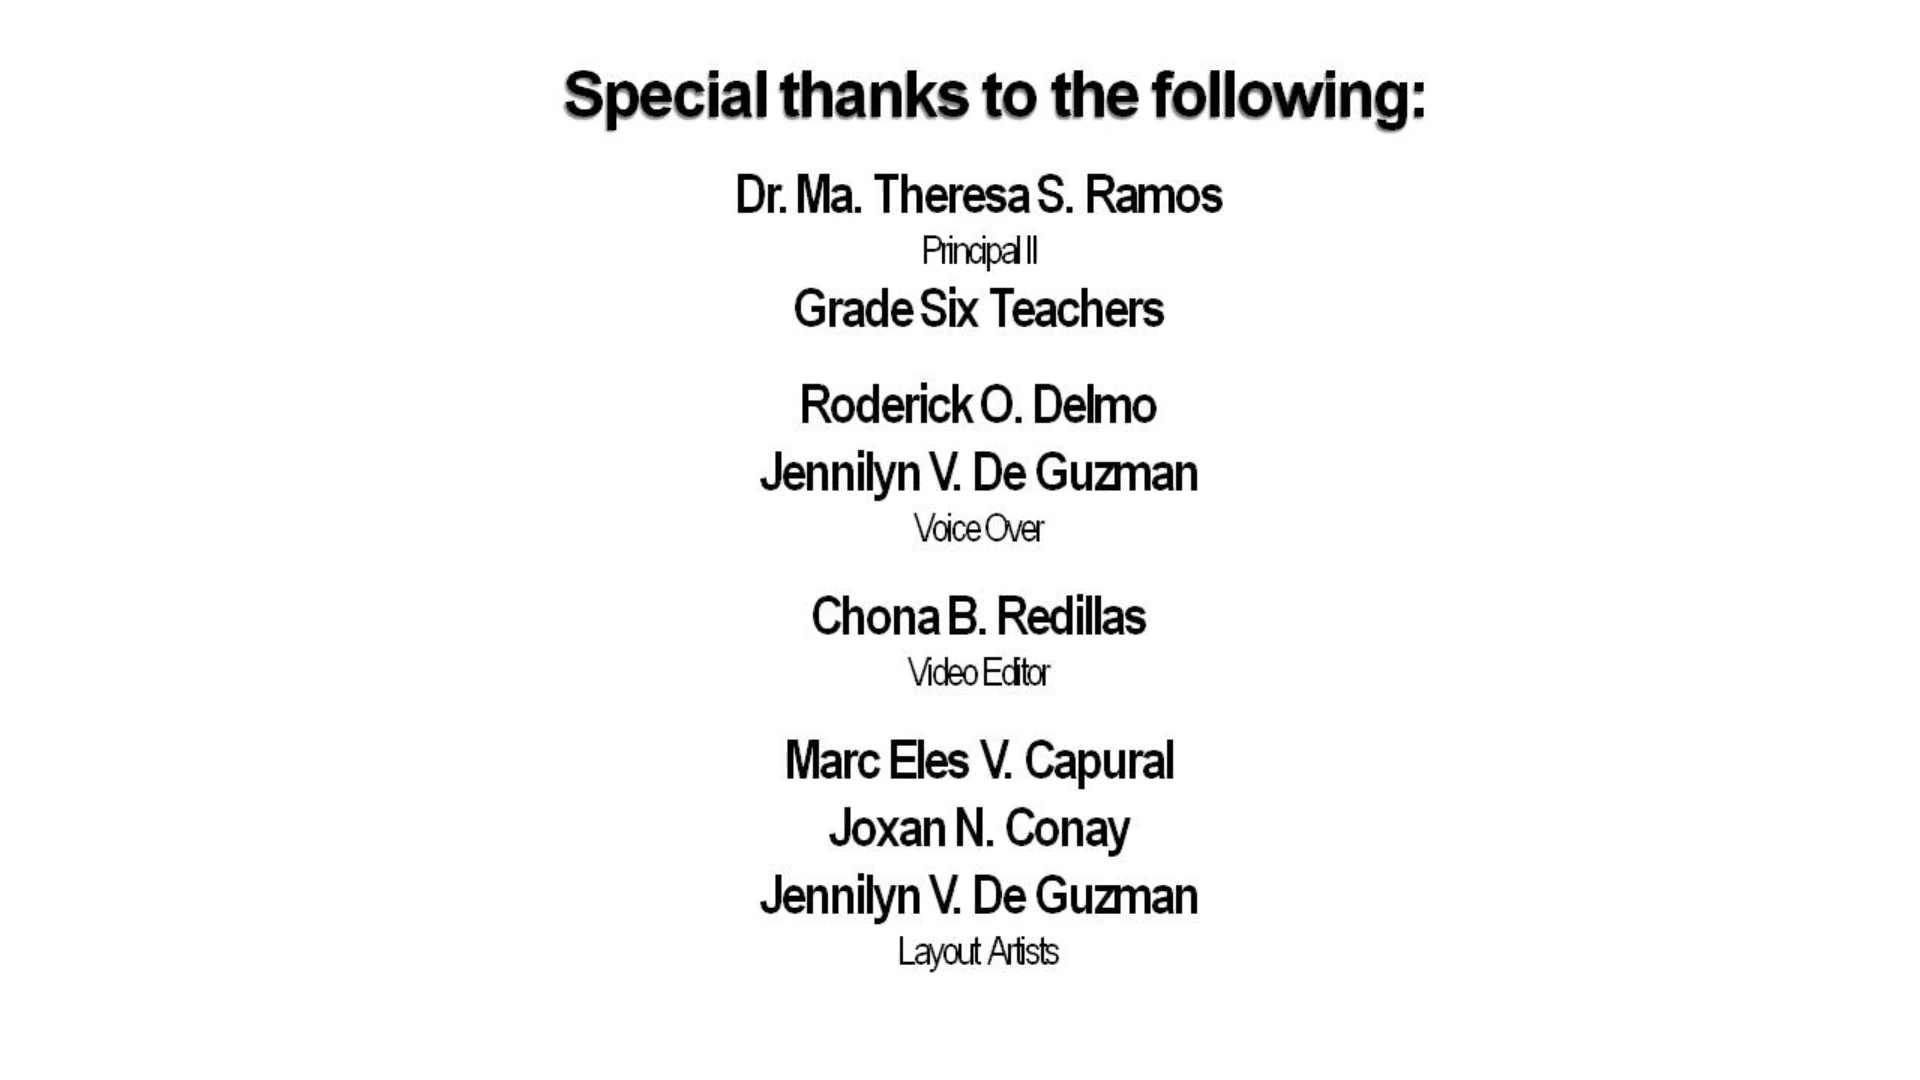 Special thanks to the following:
Dr. Ma. Theresa S. Ramos
Principal II
Grade Six Teachers
Roderick O. Delmo
Jennilyn V. De Guzman
Voice Over
Chona B. Redillas
Video Editor
Marc Eles V. Capural
Joxan N. Conay
Jennilyn V. De Guzman
Layout Artists